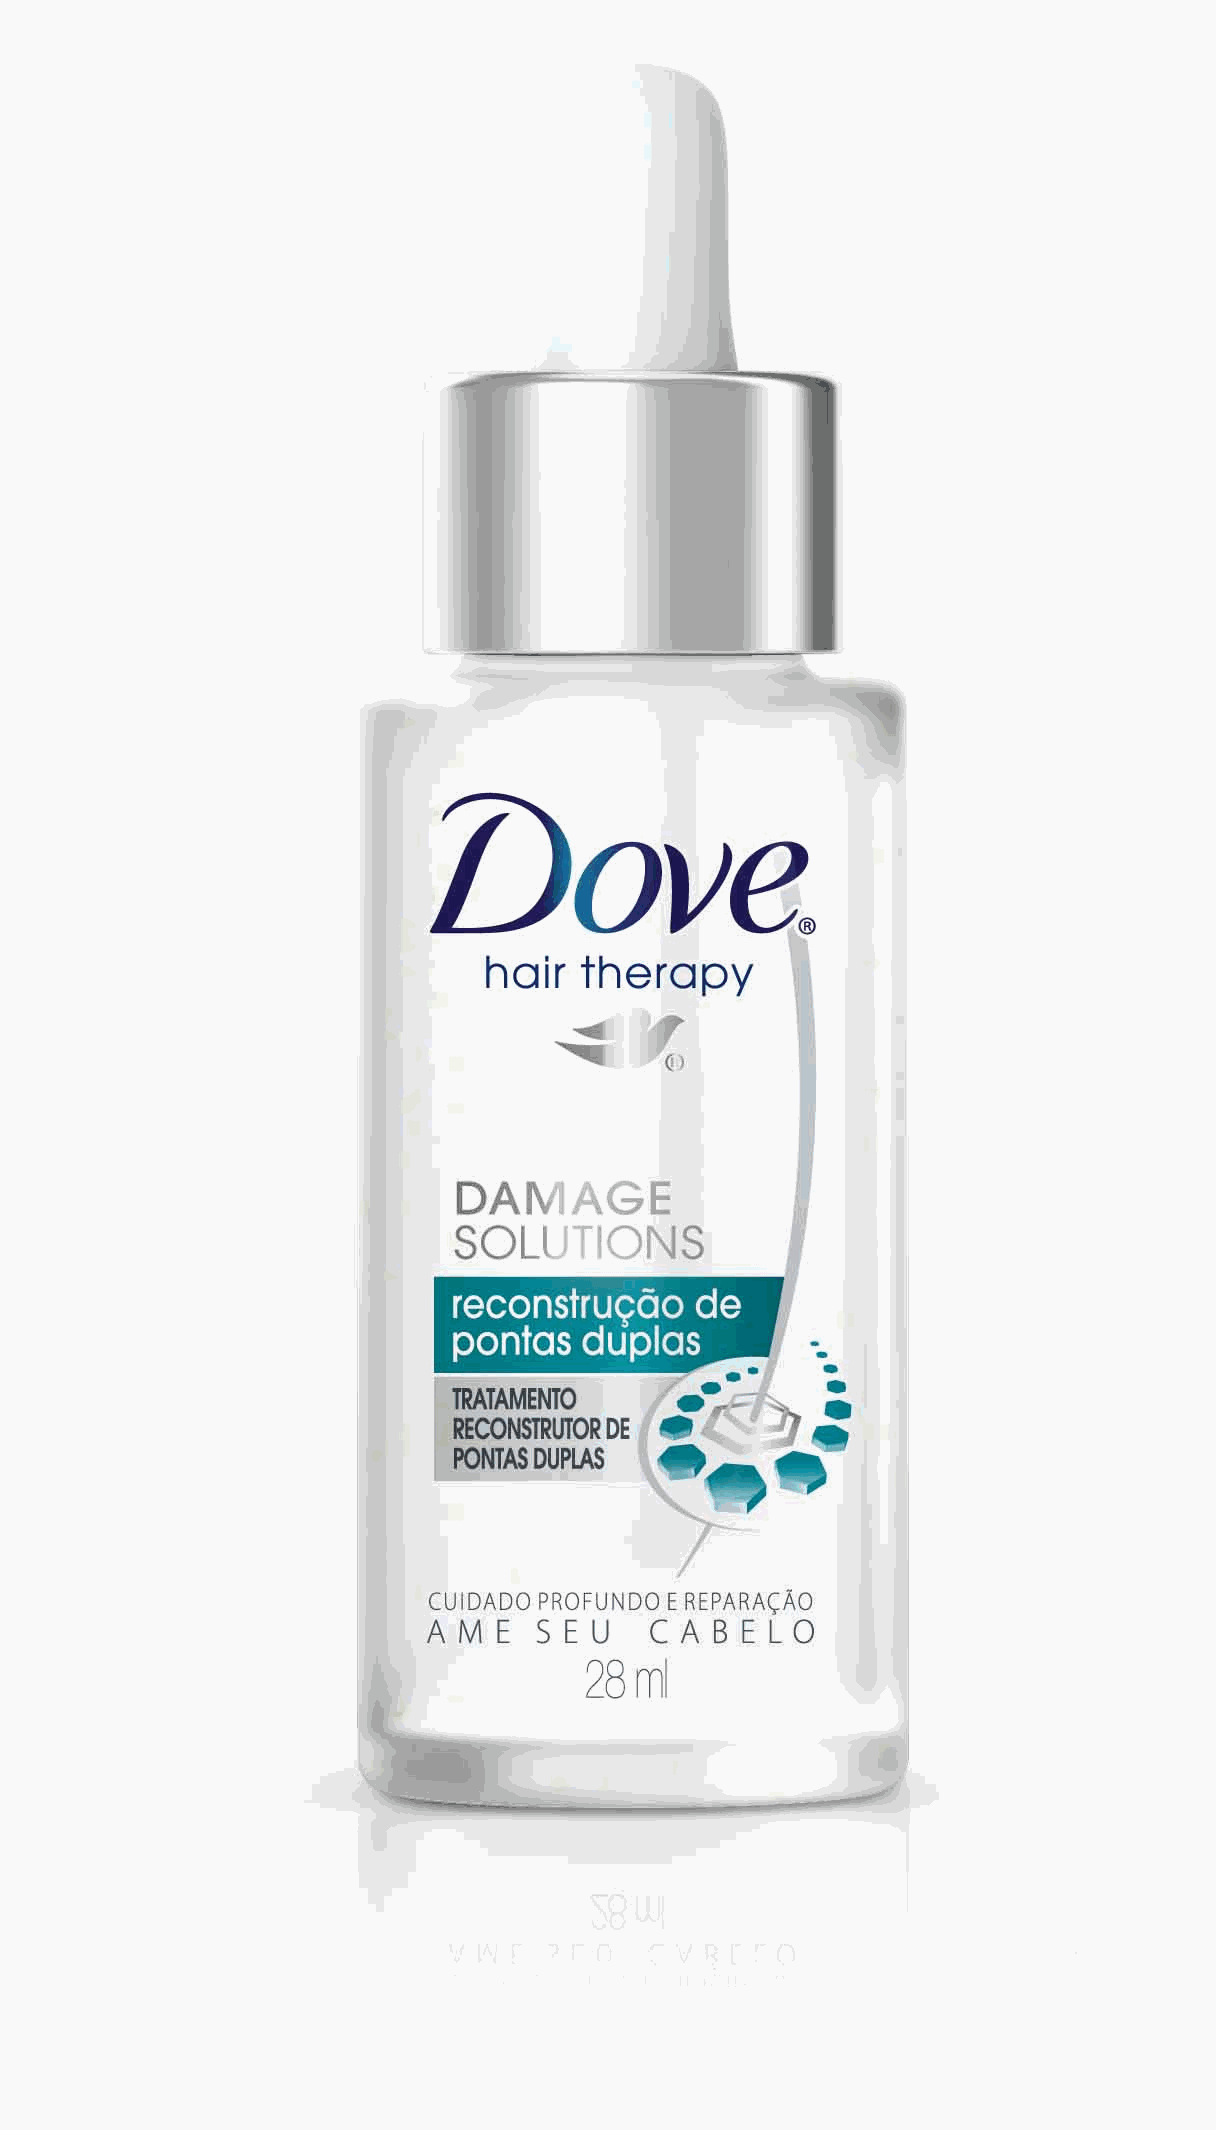 Dove®
hair therapy
®
DAMAGE
SOLUTIONS
reconstrução de
pontas duplas
TRATAMENTO
RECONSTRUTOR DE
PONTAS DUPLAS
CUIDADO PROFUNDO E REPARAÇÃO
AME SEU CABELO
28 ml